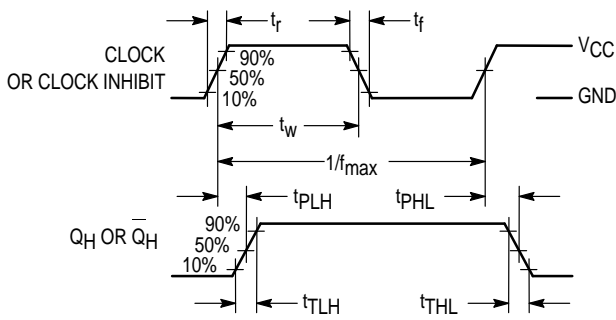 tr
tf
CLOCK
OR CLOCK INHIBIT
90%
50%
10%
VCC
GND
tw
1/fmax
tPLH
tPHL
QH OR Q̅H
90%
50%
10%
tTLH
tTHL